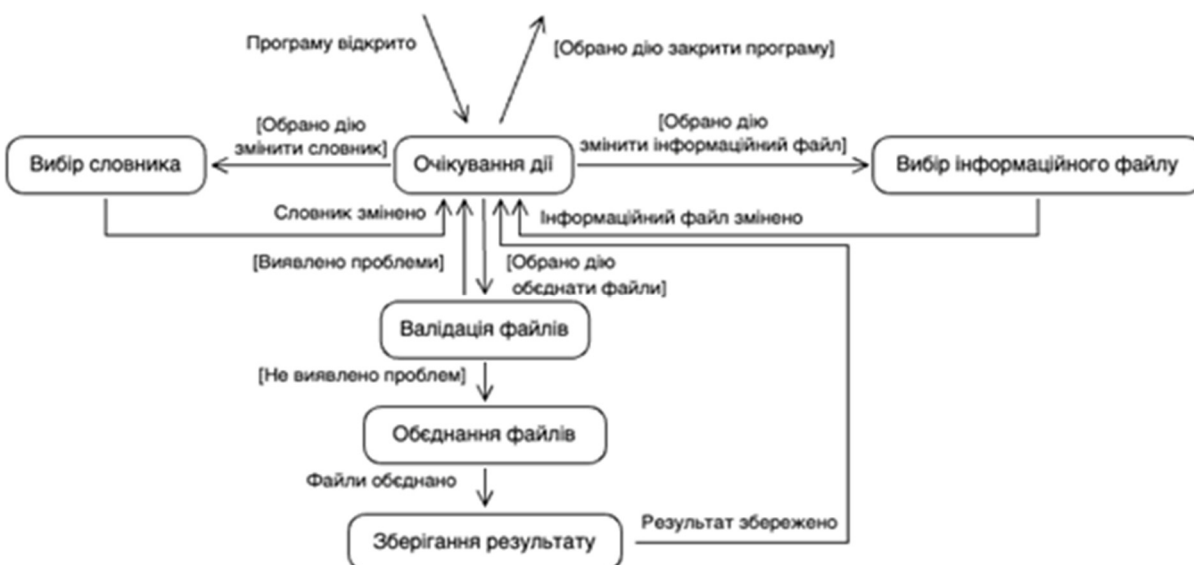 Програму відкрито
[Обрано дію закрити програму]
[Обрано дію
змінити словник]
[Обрано дію
змінити інформаційний файл]
Вибір словника
Очікування дії
Вибір інформаційного файлу
Словник змінено
Інформаційний файл змінено
[Виявлено проблеми]
[Обрано дію
обєднати файли]
Валідація файлів
[Не виявлено проблем]
Обєднання файлів
Файли обєднано
Зберігання результату
Результат збережено